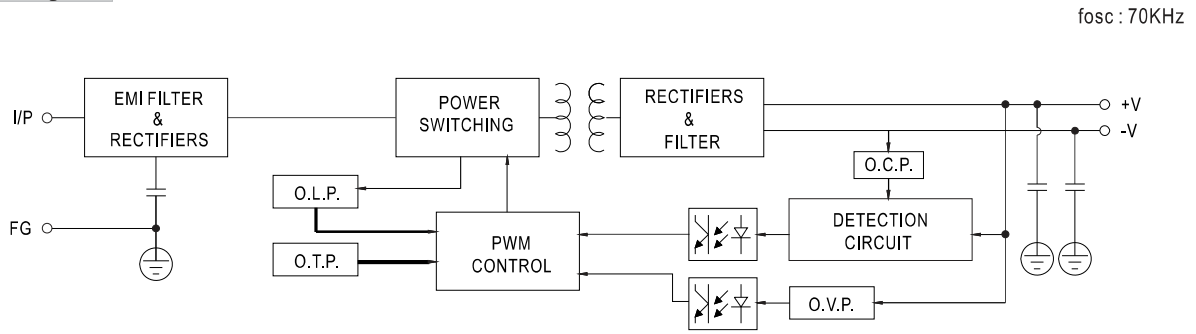 fosc : 70KHz
I/P
EMI FILTER
&
RECTIFIERS
POWER
SWITCHING
RECTIFIERS
&
FILTER
+V
-V
O.C.P.
O.L.P.
FG
DETECTION
CIRCUIT
PWM
CONTROL
O.T.P.
O.V.P.